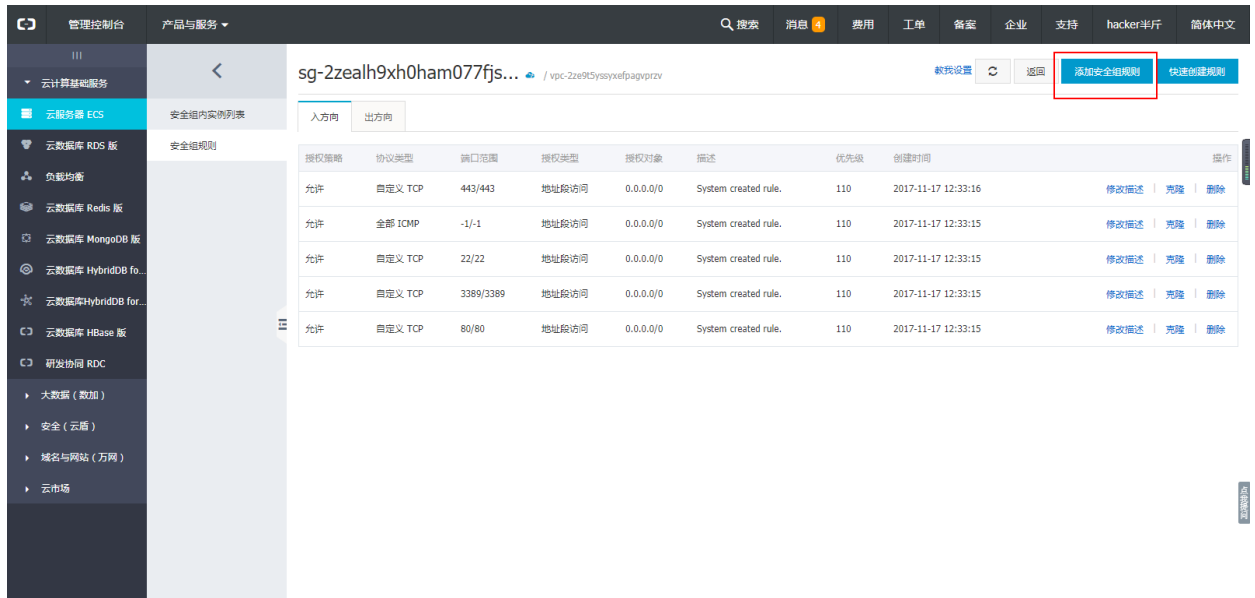 管理控制台 产品与服务 搜索 消息 4 费用 工单 备案 企业 支持 hacker半斤 简体中文
云计算基础服务
云服务器 ECS
云数据库 RDS 版
负载均衡
云数据库 Redis 版
云数据库 MongoDB 版
云数据库 HybridDB fo...
云数据库HybridDB for...
云数据库 HBase 版
研发协同 RDC
大数据 ( 数加 )
安全 ( 云盾 )
域名与网站 ( 万网 )
云市场
安全组内实例列表
安全组规则
sg-2zealh9xh0ham077fjs... / vpc-2ze9t5yssyxefpagvprzv 教我设置 返回 添加安全组规则 快速创建规则
入方向 出方向
授权策略 协议类型 端口范围 授权类型 授权对象 描述 优先级 创建时间 操作
允许 自定义 TCP 443/443 地址段访问 0.0.0.0/0 System created rule. 110 2017-11-17 12:33:16 修改描述 | 克隆 | 删除
允许 全部 ICMP -1/-1 地址段访问 0.0.0.0/0 System created rule. 110 2017-11-17 12:33:15 修改描述 | 克隆 | 删除
允许 自定义 TCP 22/22 地址段访问 0.0.0.0/0 System created rule. 110 2017-11-17 12:33:15 修改描述 | 克隆 | 删除
允许 自定义 TCP 3389/3389 地址段访问 0.0.0.0/0 System created rule. 110 2017-11-17 12:33:15 修改描述 | 克隆 | 删除
允许 自定义 TCP 80/80 地址段访问 0.0.0.0/0 System created rule. 110 2017-11-17 12:33:15 修改描述 | 克隆 | 删除
点我提问